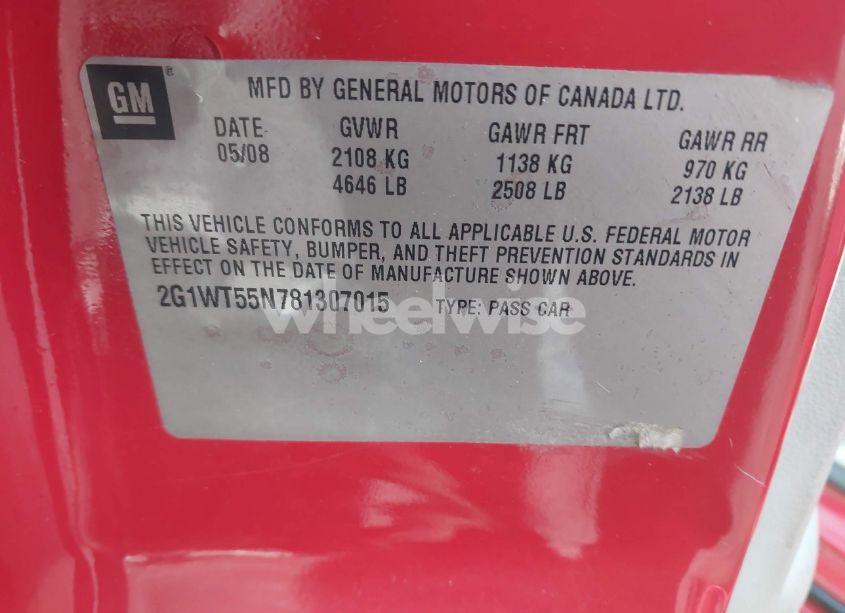 GM
MFD BY GENERAL MOTORS OF CANADA LTD.
DATE GVWR GAWR FRT GAWR RR
05/08 2108 KG 1138 KG 970 KG
4646 LB 2508 LB 2138 LB
THIS VEHICLE CONFORMS TO ALL APPLICABLE U.S. FEDERAL MOTOR
VEHICLE SAFETY, BUMPER, AND THEFT PREVENTION STANDARDS IN
EFFECT ON THE DATE OF MANUFACTURE SHOWN ABOVE.
2G1WT55N781307015 TYPE: PASS CAR
wheelwise